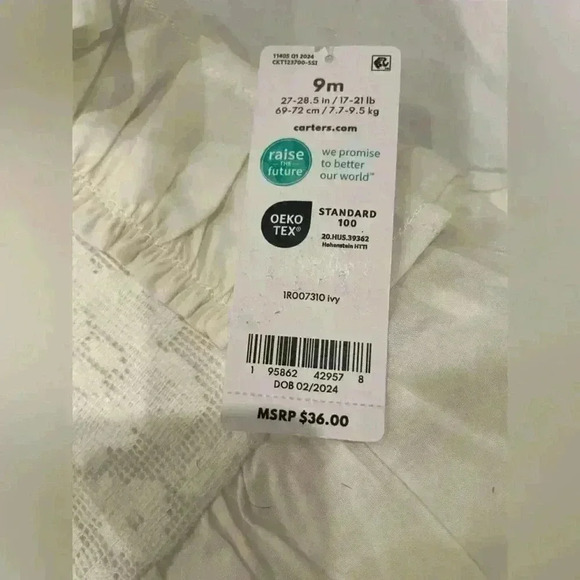 11405 Q1 2024
CKT123700-552
9m
27-28.5 in / 17-21 lb
69-72 cm / 7.7-9.5 kg
carters.com
raise
THE
future
we promise
to better
our world™
OEKO
TEX®
STANDARD
100
20.HUS.39362
Hohenstein HTTI
1R007310 ivy
1 95862 42957 8
DOB 02/2024
MSRP $36.00